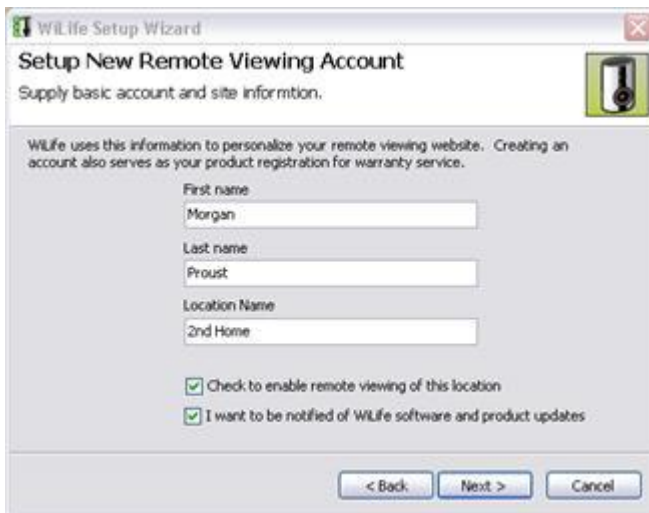 WiLife Setup Wizard
Setup New Remote Viewing Account
Supply basic account and site informtion.
WiLife uses this information to personalize your remote viewing website. Creating an
account also serves as your product registration for warranty service.
First name
Morgan
Last name
Proust
Location Name
2nd Home
Check to enable remote viewing of this location
I want to be notified of WiLife software and product updates
< Back Next > Cancel